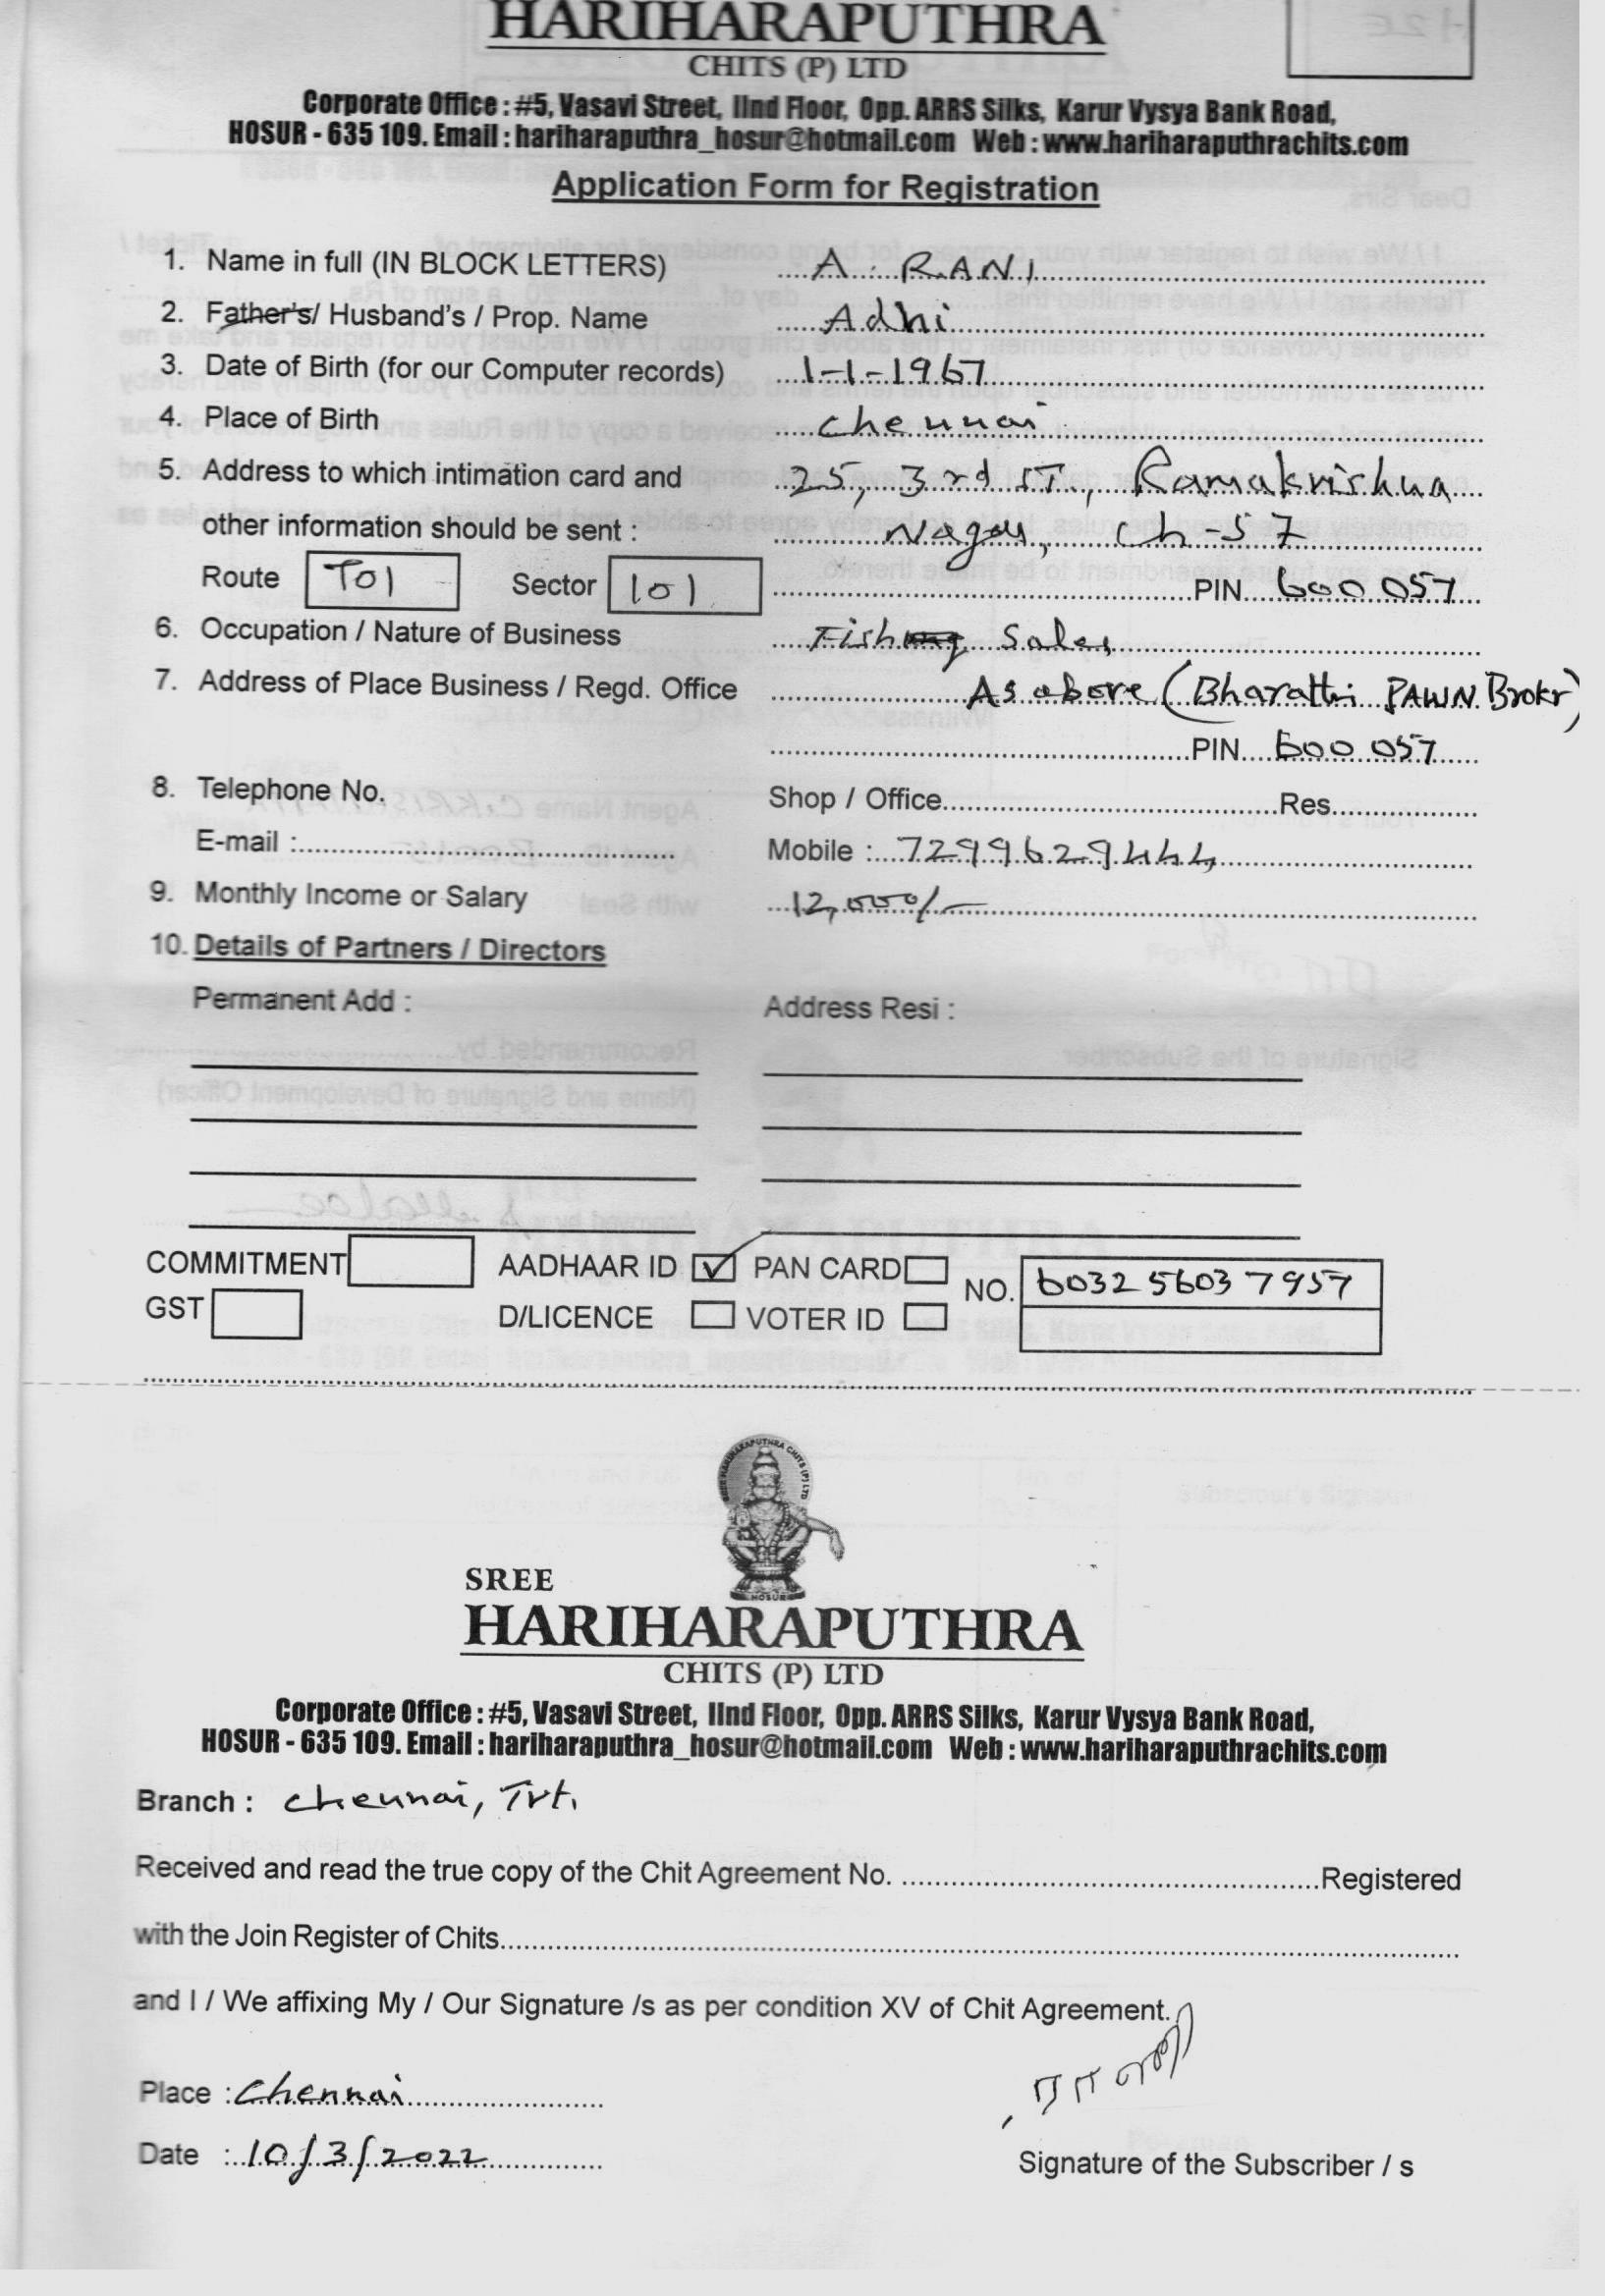 HARIHARAPUTHRA
CHITS (P) LTD
Corporate Office : #5, Vasavi Street, IInd Floor, Opp. ARRS Silks, Karur Vysya Bank Road,
HOSUR - 635 109. Email : hariharaputhra_hosur@hotmail.com Web : www.hariharaputhrachits.com
Application Form for Registration
1. Name in full (IN BLOCK LETTERS) A. RANI
2. Father's/ Husband's / Prop. Name Adhi
3. Date of Birth (for our Computer records) 1-1-1967
4. Place of Birth chennai
5. Address to which intimation card and 25, 3rd ST., Ramakrishna
other information should be sent : Nagar, Ch-57
Route T01 Sector 101 PIN 600 057
6. Occupation / Nature of Business Fish Sales
7. Address of Place Business / Regd. Office As above (Bharathi PAWN Brokr)
PIN 600 057
8. Telephone No. Shop / Office Res
E-mail : Mobile : 7299629444
9. Monthly Income or Salary 12,000/-
10. Details of Partners / Directors
Permanent Add : Address Resi :
COMMITMENT AADHAAR ID ✓ PAN CARD NO. 6032 5603 7957
GST D/LICENCE VOTER ID
SREE
HARIHARAPUTHRA
CHITS (P) LTD
Corporate Office : #5, Vasavi Street, IInd Floor, Opp. ARRS Silks, Karur Vysya Bank Road,
HOSUR - 635 109. Email : hariharaputhra_hosur@hotmail.com Web : www.hariharaputhrachits.com
Branch : chennai, Tvt.
Received and read the true copy of the Chit Agreement No. Registered
with the Join Register of Chits
and I / We affixing My / Our Signature /s as per condition XV of Chit Agreement.
Place : Chennai
Date : 10/3/2022
Signature of the Subscriber / s